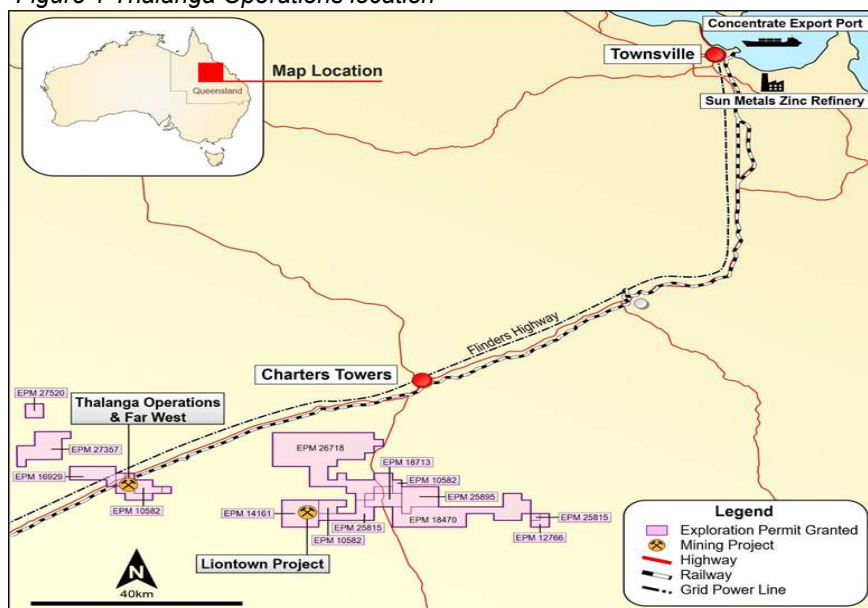 Figure 1 Thalanga Operations location
Concentrate Export Port
Townsville
Map Location
Queensland
Sun Metals Zinc Refinery
Flinders Highway
Charters Towers
EPM 27520
Thalanga Operations
& Far West
EPM 27357
EPM 26718
EPM 18713
EPM 16929
EPM 10582
EPM 25895
EPM 10582
EPM 14161
EPM 25815
EPM 18470
EPM 25815
EPM 10582
EPM 12766
Liontown Project
N
40km
Legend
Exploration Permit Granted
Mining Project
Highway
Railway
Grid Power Line